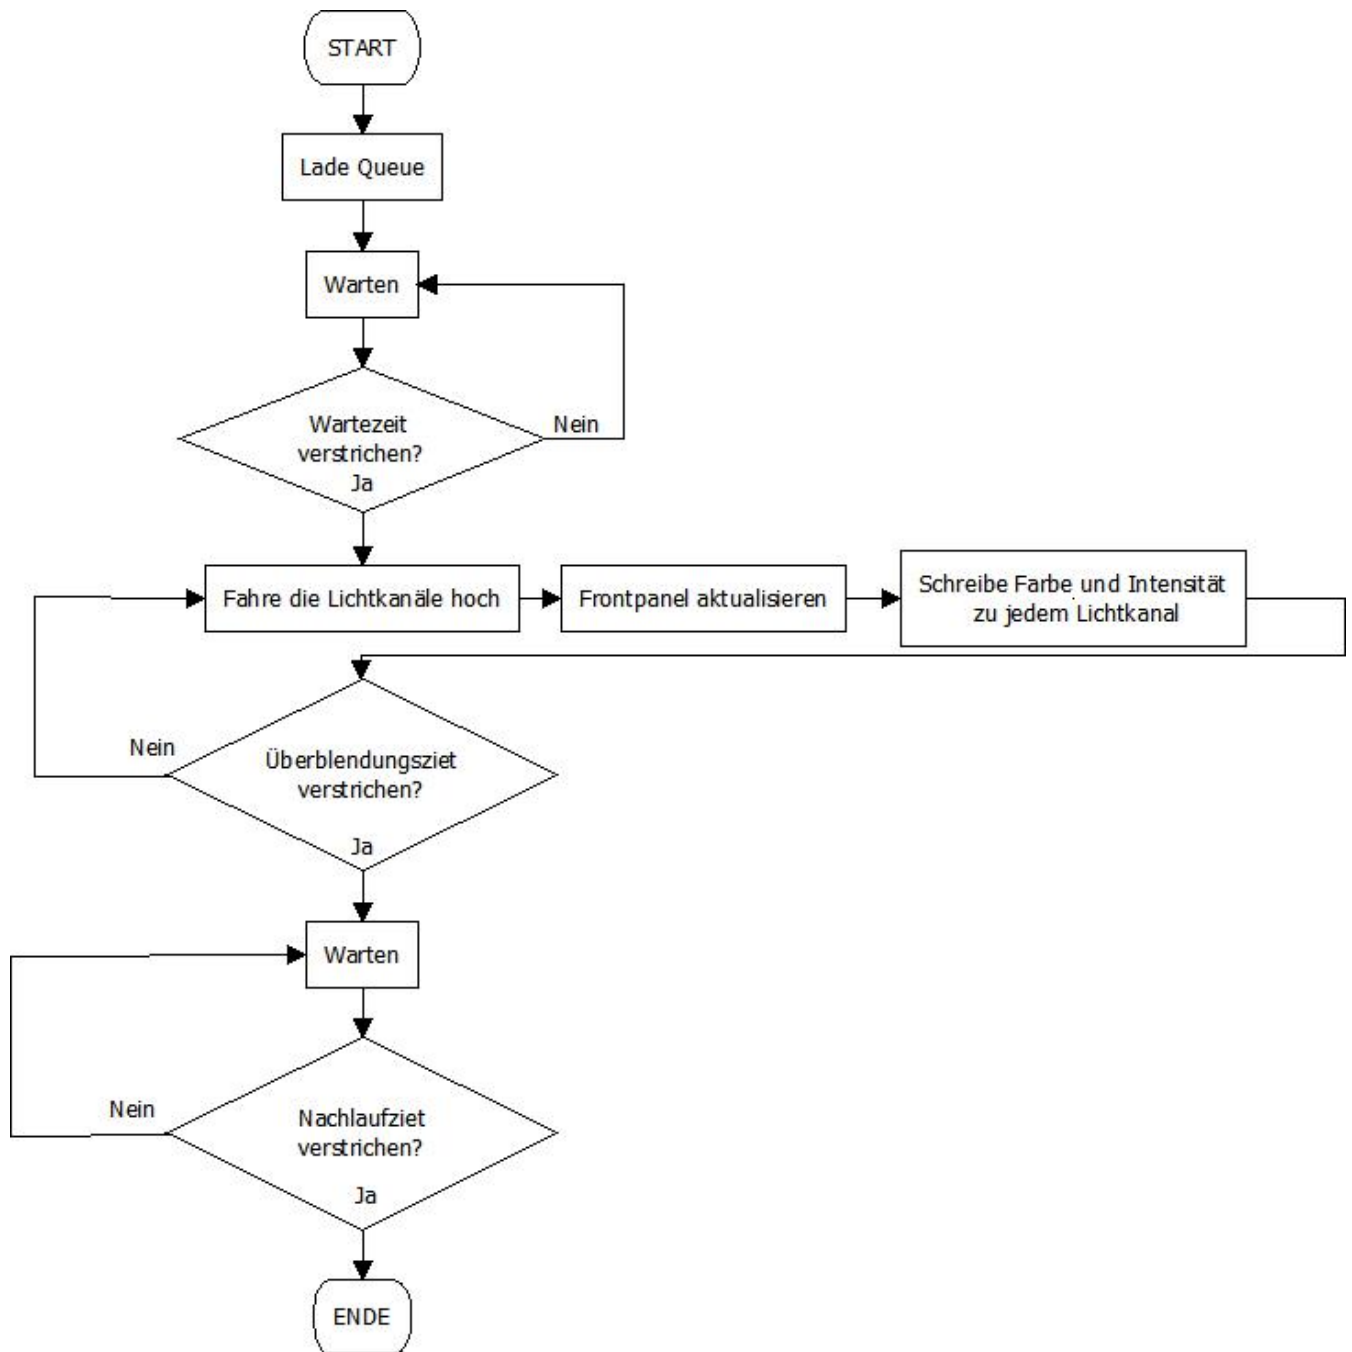 START
Lade Queue
Warten
Wartezeit
verstrichen?
Nein
Ja
Fahre die Lichtkanäle hoch
Frontpanel aktualisieren
Schreibe Farbe und Intensität
zu jedem Lichtkanal
Überblendungsziet
verstrichen?
Nein
Ja
Warten
Nachlaufziet
verstrichen?
Nein
Ja
ENDE